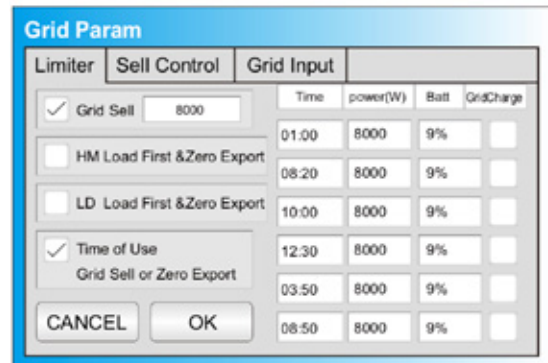 Grid Param
Limiter Sell Control Grid Input
Grid Sell 8000
HM Load First &Zero Export
LD Load First &Zero Export
Time of Use
Grid Sell or Zero Export
CANCEL OK
Time power(W) Batt GridCharge
01:00 8000 9%
08:20 8000 9%
10:00 8000 9%
12:30 8000 9%
03:50 8000 9%
08:50 8000 9%